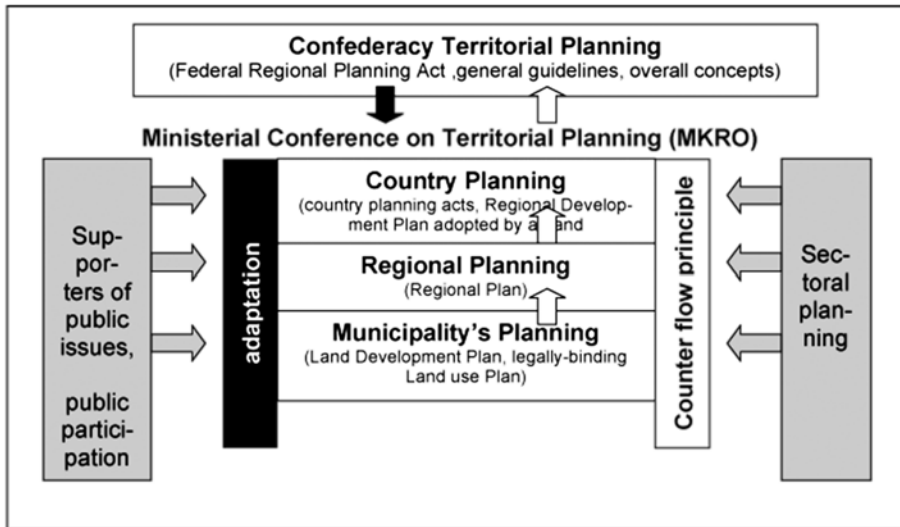 Confederacy Territorial Planning
(Federal Regional Planning Act ,general guidelines, overall concepts)
Ministerial Conference on Territorial Planning (MKRO)
Sup-
por-
ters of
public
issues,
public
partici-
pation
adaptation
Country Planning
(country planning acts, Regional Develop-
ment Plan adopted by
Regional Planning
(Regional Plan)
Municipality's Planning
(Land Development Plan, legally-binding
Land use Plan)
Counter flow principle
Sec-
toral
plan-
ning